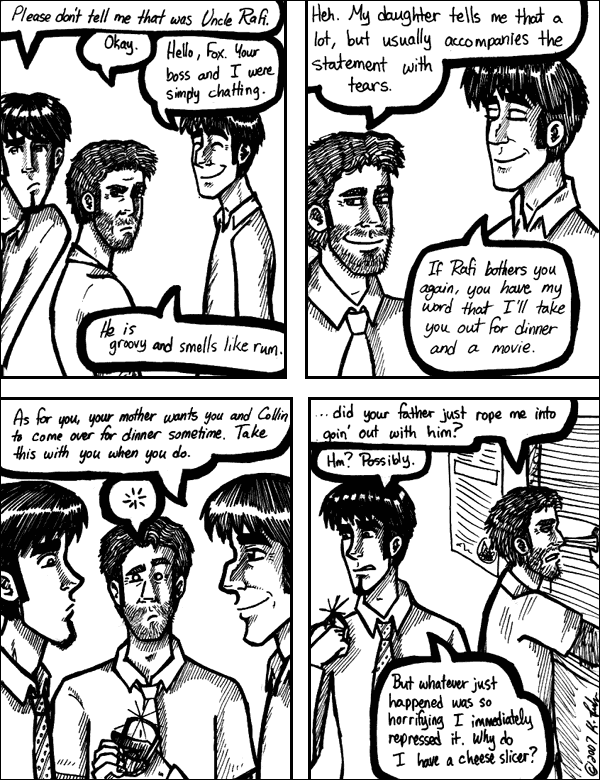 Please don't tell me that was Uncle Rafi.
Okay.
Hello, Fox. Your
boss and I were
simply chatting.
He is
groovy and smells like rum.
Heh. My daughter tells me that a
lot, but usually accompanies the
statement with
tears.
If Rafi bothers you
again, you have my
word that I'll take
you out for dinner
and a movie.
As for you, your mother wants you and Collin
to come over for dinner sometime. Take
this with you when you do.
...did your father just rope me into
goin' out with him?
Hm? Possibly.
But whatever just
happened was so
horrifying I immediately
repressed it. Why do
I have a cheese slicer?
©2007